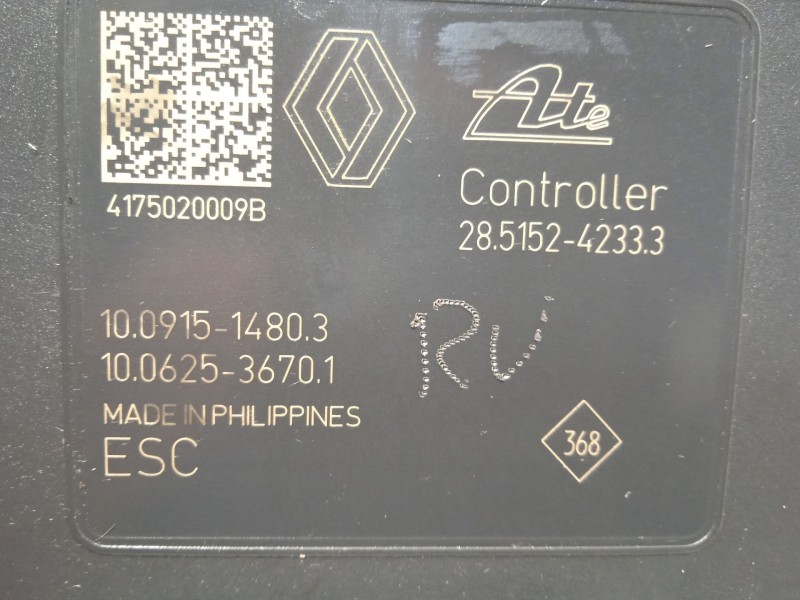 Ate
4175020009B
Controller
28.5152-4233.3
10.0915-1480.3
10.0625-3670.1
RV
MADE IN PHILIPPINES
368
ESC